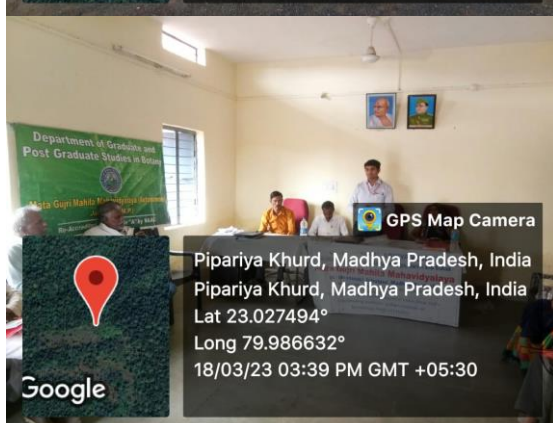 Department of Graduate and
Post Graduate Studies in Botany
Mata Gujri Mahila Mahavidyalaya
GPS Map Camera
Mahila Mahavidyalaya
Pipariya Khurd, Madhya Pradesh, India
Pipariya Khurd, Madhya Pradesh, India
Lat 23.027494°
Long 79.986632°
18/03/23 03:39 PM GMT +05:30
Google